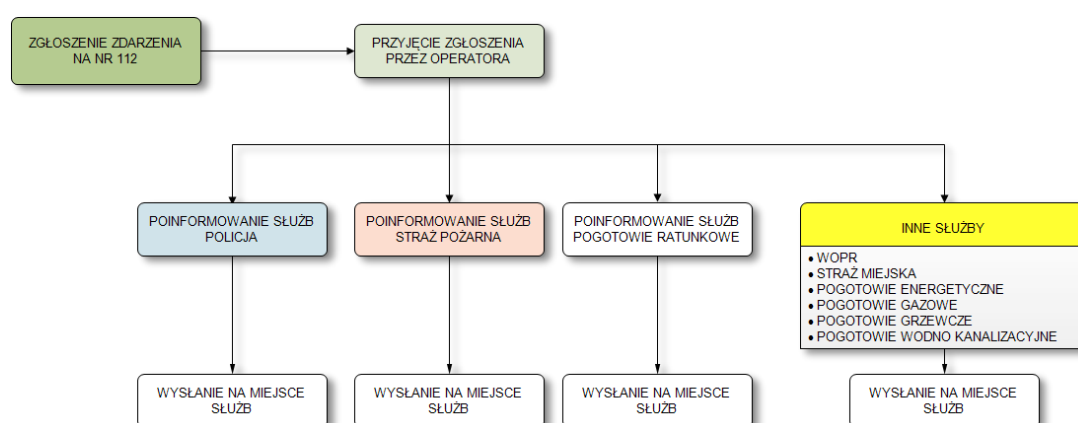 ZGŁOSZENIE ZDARZENIA
NA NR 112
PRZYJĘCIE ZGŁOSZENIA
PRZEZ OPERATORA
POINFORMOWANIE SŁUŻB
POLICJA
POINFORMOWANIE SŁUŻB
STRAŻ POŻARNA
POINFORMOWANIE SŁUŻB
POGOTOWIE RATUNKOWE
INNE SŁUŻBY
• WOPR
• STRAŻ MIEJSKA
• POGOTOWIE ENERGETYCZNE
• POGOTOWIE GAZOWE
• POGOTOWIE GRZEWCZE
• POGOTOWIE WODNO KANALIZACYJNE
WYSŁANIE NA MIEJSCE
SŁUŻB
WYSŁANIE NA MIEJSCE
SŁUŻB
WYSŁANIE NA MIEJSCE
SŁUŻB
WYSŁANIE NA MIEJSCE
SŁUŻB